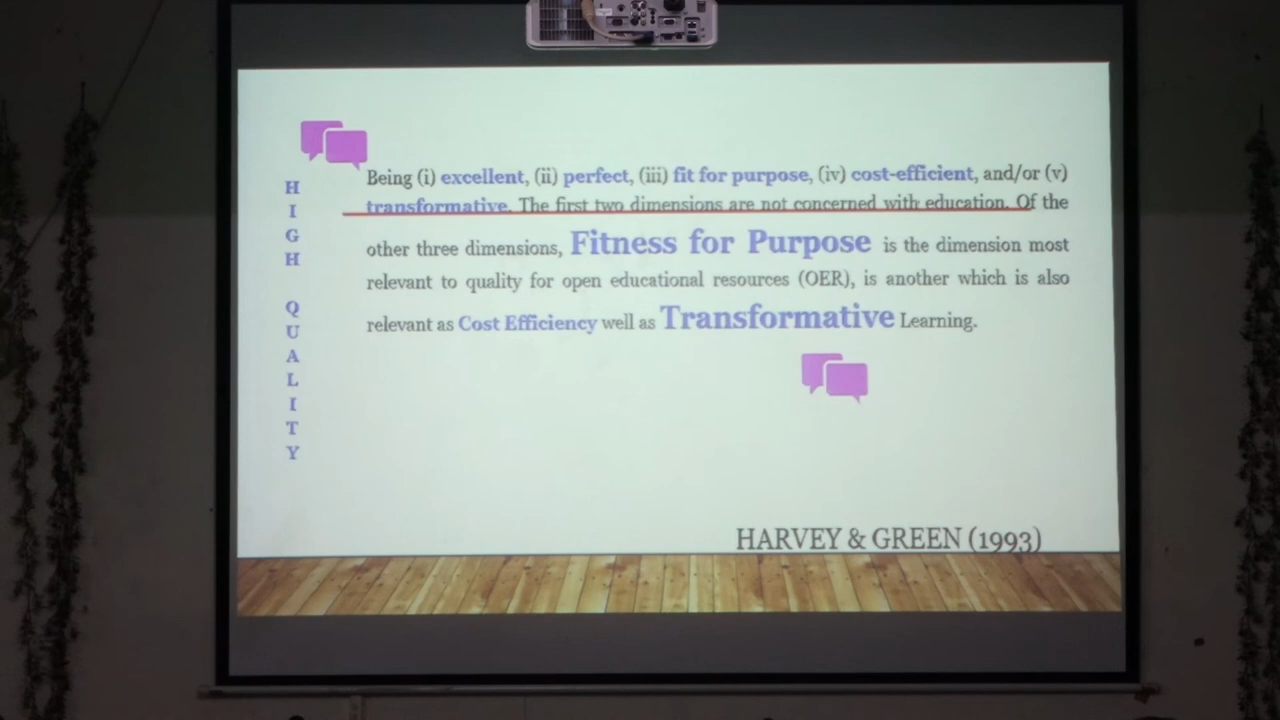 HIGH QUALITY
Being (i) excellent, (ii) perfect, (iii) fit for purpose, (iv) cost-efficient, and/or (v)
transformative. The first two dimensions are not concerned with education. Of the
other three dimensions, Fitness for Purpose is the dimension most
relevant to quality for open educational resources (OER), is another which is also
relevant as Cost Efficiency well as Transformative Learning.
HARVEY & GREEN (1993)